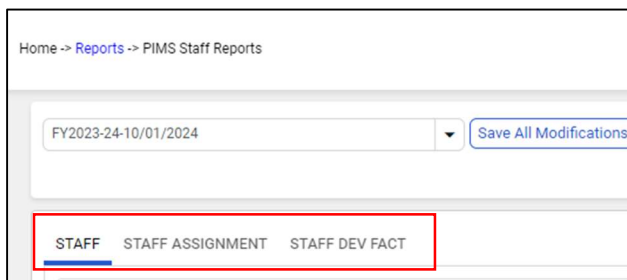 Home -> Reports -> PIMS Staff Reports
FY2023-24-10/01/2024 Save All Modifications
STAFF STAFF ASSIGNMENT STAFF DEV FACT